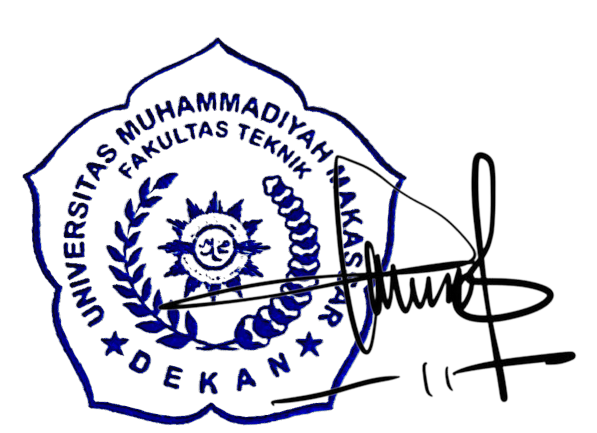 UNIVERSITAS MUHAMMADIYAH MAKASSAR
FAKULTAS TEKNIK
★ DEKAN ★